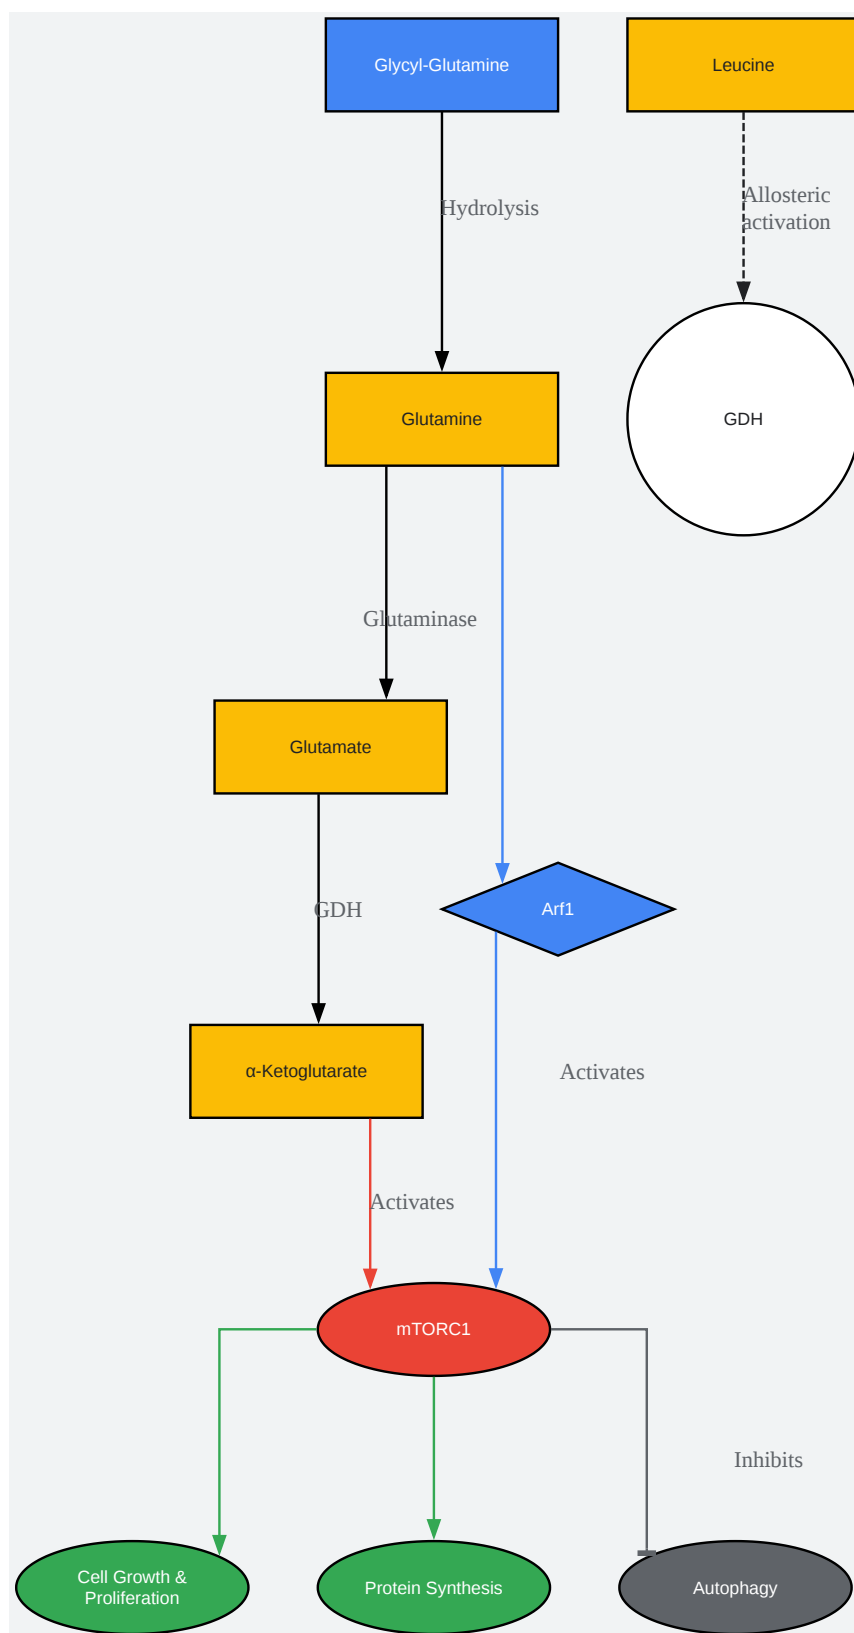 Glycyl-Glutamine
Leucine
Hydrolysis
Allosteric
activation
Glutamine
GDH
Glutaminase
Glutamate
GDH
Arf1
α-Ketoglutarate
Activates
Activates
mTORC1
Inhibits
Cell Growth &
Proliferation
Protein Synthesis
Autophagy